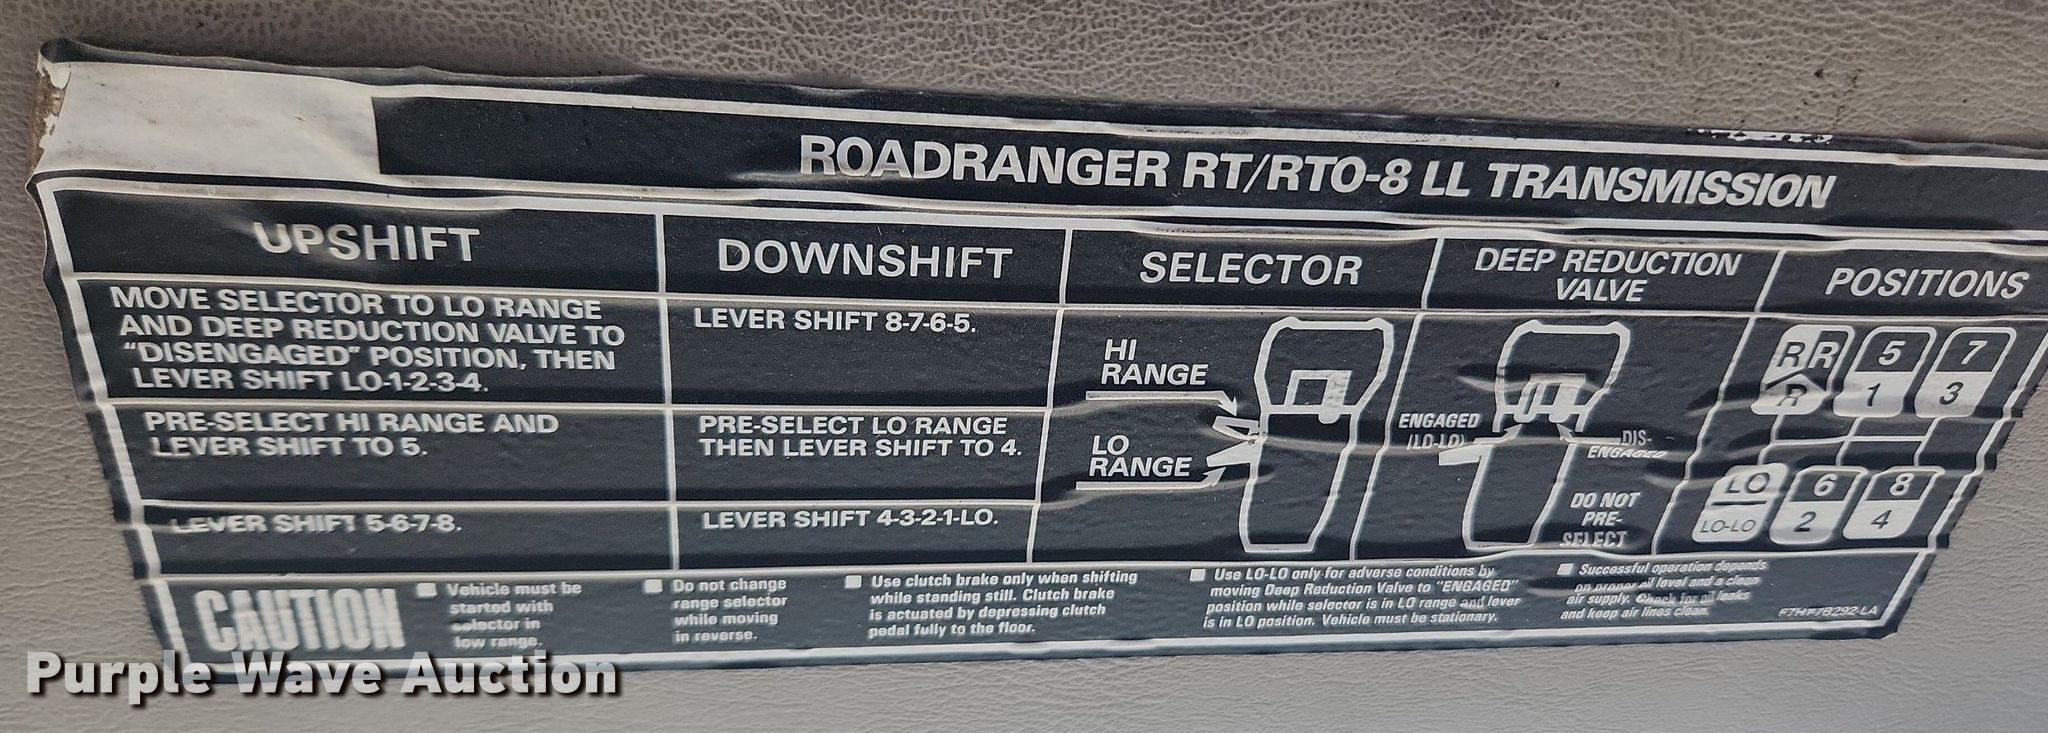 ROADRANGER RT/RTO-8 LL TRANSMISSION
UPSHIFT
MOVE SELECTOR TO LO RANGE
AND DEEP REDUCTION VALVE TO
"DISENGAGED" POSITION, THEN
LEVER SHIFT LO-1-2-3-4.
PRE-SELECT HI RANGE AND
LEVER SHIFT TO 5.
LEVER SHIFT 5-6-7-8.
DOWNSHIFT
LEVER SHIFT 8-7-6-5.
PRE-SELECT LO RANGE
THEN LEVER SHIFT TO 4.
LEVER SHIFT 4-3-2-1-LO.
SELECTOR
HI
RANGE
LO
RANGE
DEEP REDUCTION
VALVE
ENGAGED
(LO-LO)
DIS-
ENGAGED
DO NOT
PRE-
SELECT
POSITIONS
R R 5 7
R 1 3
LO 6 8
LO-LO 2 4
CAUTION
Vehicle must be
started with
selector in
low range.
Do not change
range selector
while moving
in reverse.
Use clutch brake only when shifting
while standing still. Clutch brake
is actuated by depressing clutch
pedal fully to the floor.
Use LO-LO only for adverse conditions by
moving Deep Reduction Valve to "ENGAGED"
position while selector is in LO range and lever
is in LO position. Vehicle must be stationary.
Successful operation depends
on proper oil level and a clean
air supply. Check for oil leaks
and keep air lines clean.
F7HF7B292-LA
Purple Wave Auction